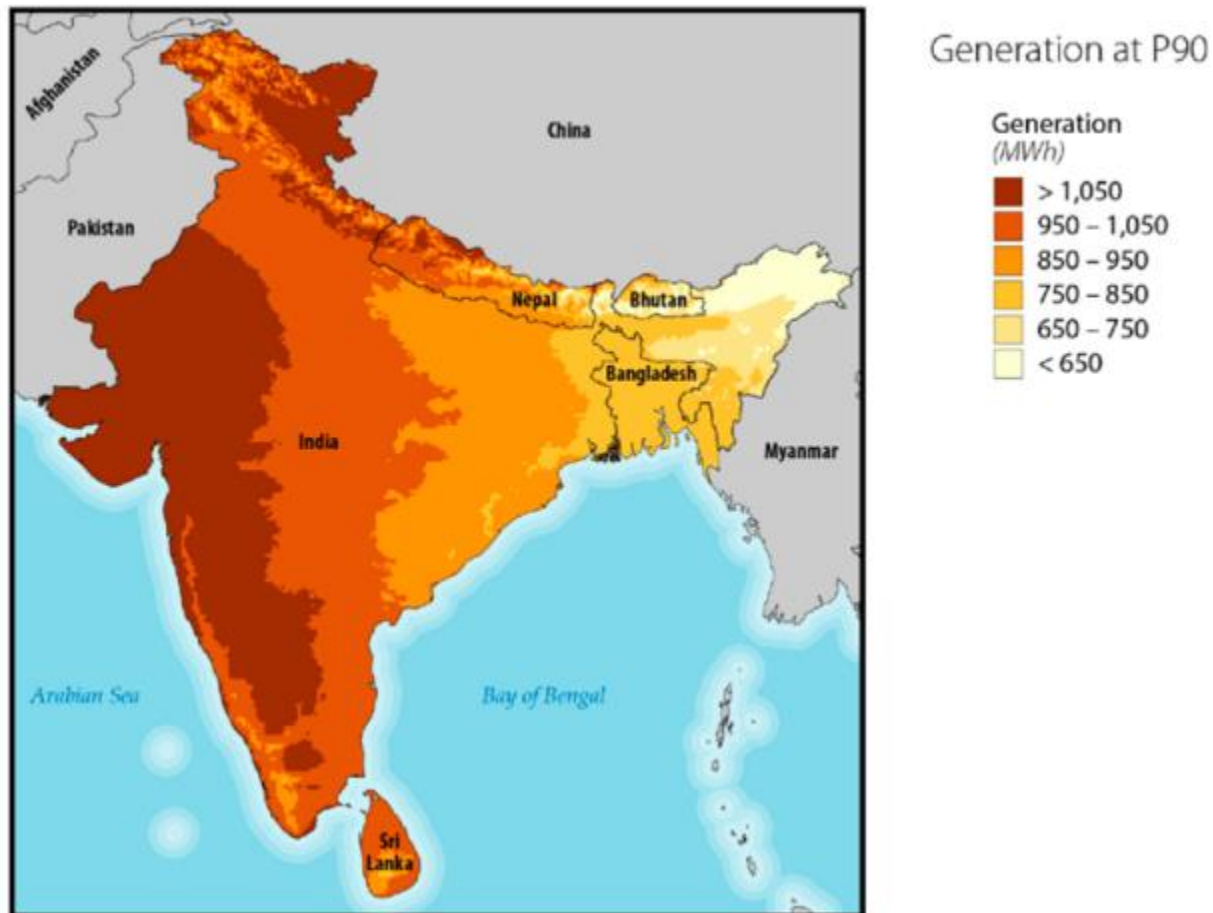 Generation at P90
Generation
(MWh)
> 1,050
950 – 1,050
850 – 950
750 – 850
650 – 750
< 650
Afghanistan
China
Pakistan
Nepal
Bhutan
Bangladesh
India
Myanmar
Arabian Sea
Bay of Bengal
Sri
Lanka